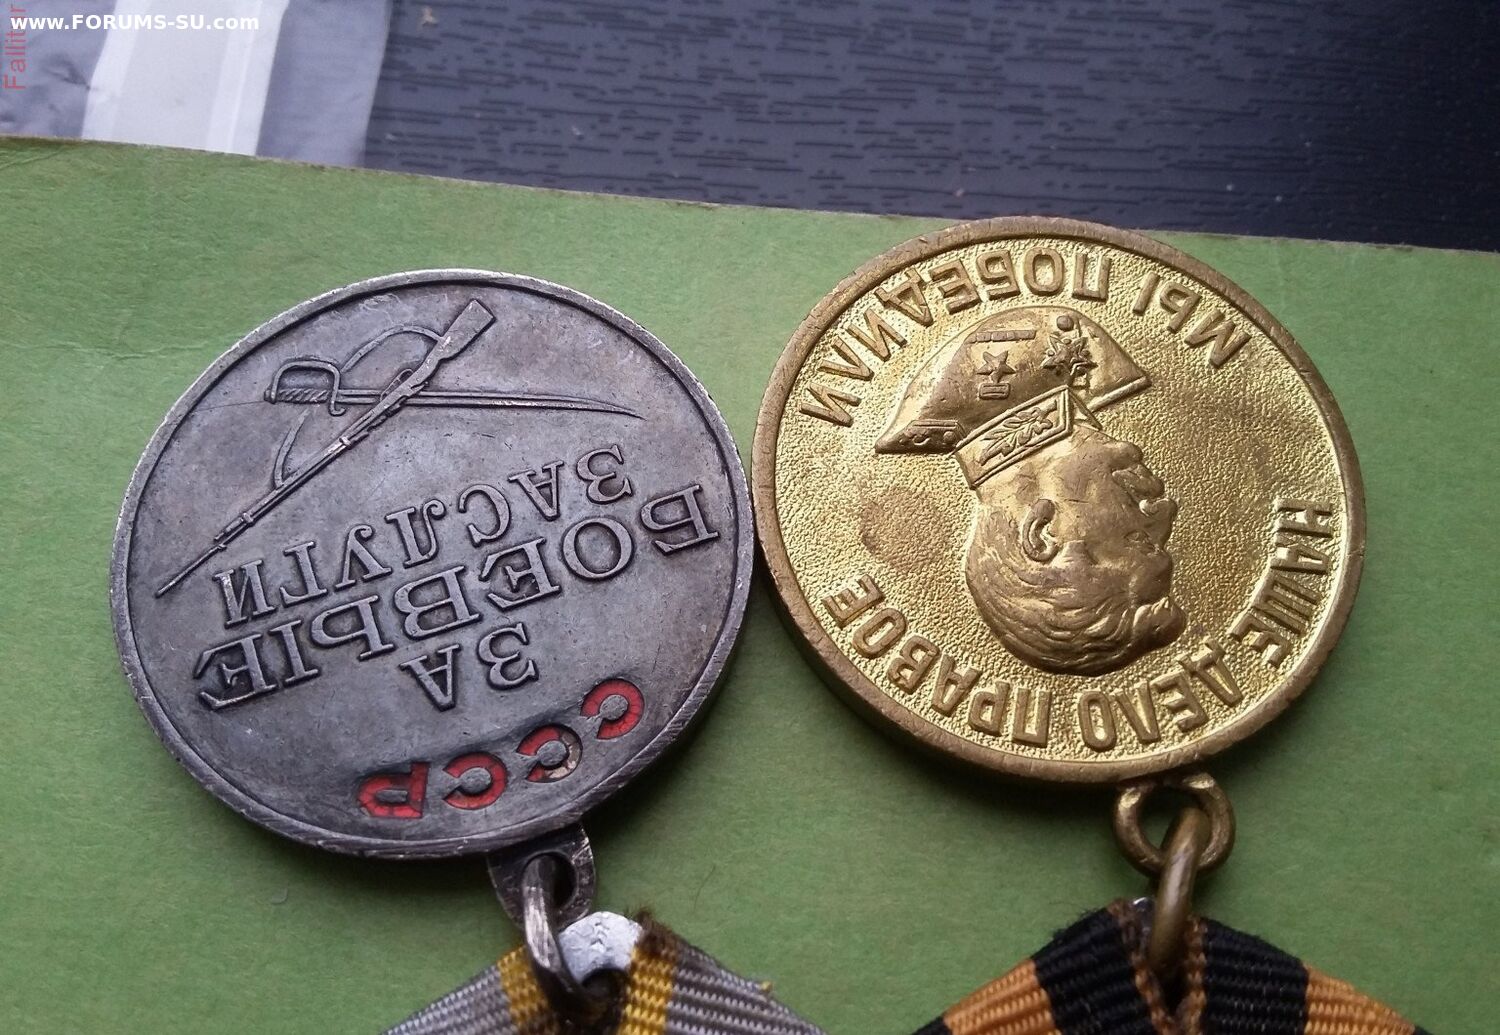 www.FORUMS-SU.com
СССР
ЗА
БОЕВЫЕ
ЗАСЛУГИ
НАШЕ ДЕЛО ПРАВОЕ
МЫ ПОБЕДИЛИ